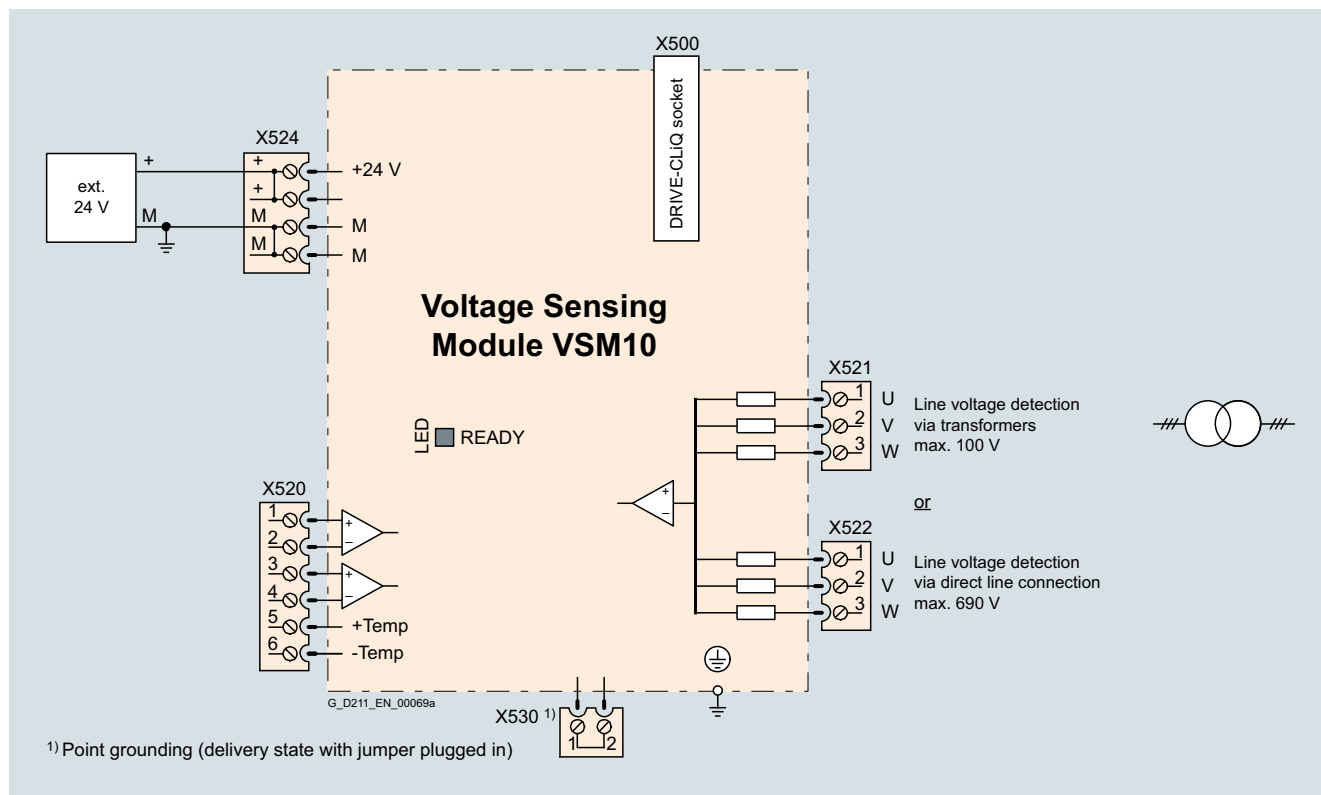 X500
DRIVE-CLiQ socket
X524
ext.
24 V
+
M
+
+
M
M
+24 V
M
M
Voltage Sensing
Module VSM10
LED
READY
X521
1
2
3
U
V
W
Line voltage detection
via transformers
max. 100 V
or
X522
1
2
3
U
V
W
Line voltage detection
via direct line connection
max. 690 V
X520
1
2
3
4
5
6
+
–
+
–
+Temp
-Temp
+
–
G_D211_EN_00069a
X530 1)
1
2
1) Point grounding (delivery state with jumper plugged in)